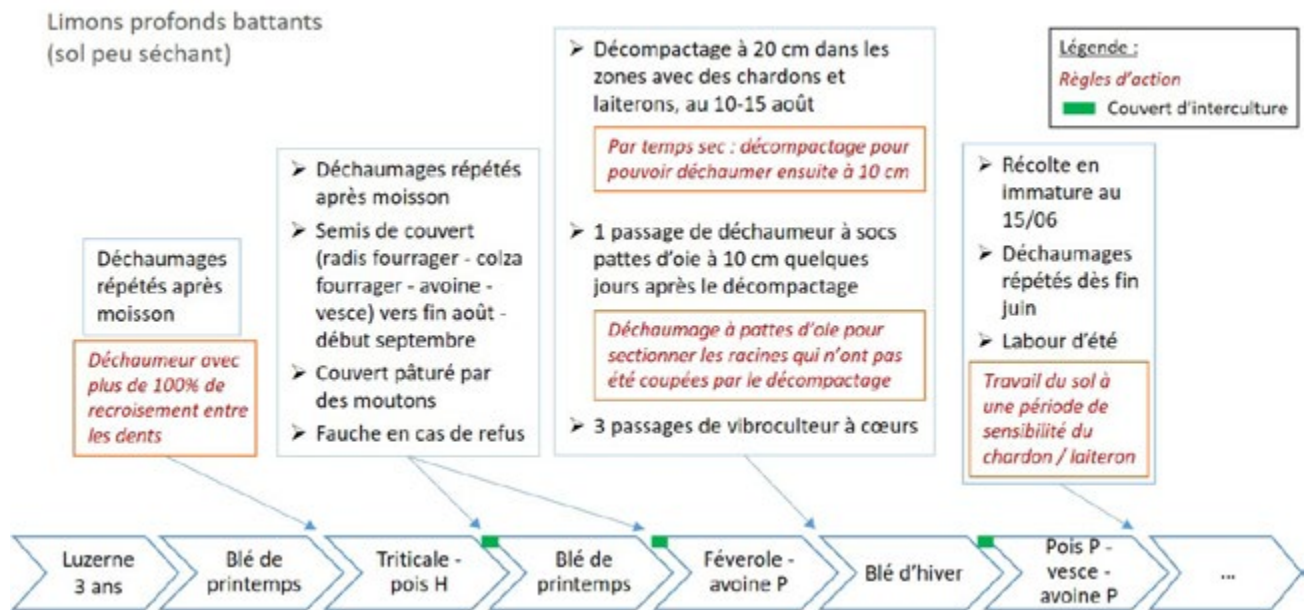 Limons profonds battants
(sol peu séchant)
Légende :
Règles d'action
Couvert d'interculture
Déchaumages
répétés après
moisson
Déchaumeur avec
plus de 100% de
recroisement entre
les dents
➢ Déchaumages répétés
après moisson
➢ Semis de couvert
(radis fourrager - colza
fourrager - avoine -
vesce) vers fin août -
début septembre
➢ Couvert pâturé par
des moutons
➢ Fauche en cas de refus
➢ Décompactage à 20 cm dans les
zones avec des chardons et
laiterons, au 10-15 août
Par temps sec : décompactage pour
pouvoir déchaumer ensuite à 10 cm
➢ 1 passage de déchaumeur à socs
pattes d'oie à 10 cm quelques
jours après le décompactage
Déchaumage à pattes d'oie pour
sectionner les racines qui n'ont pas
été coupées par le décompactage
➢ 3 passages de vibroculteur à cœurs
➢ Récolte en
immature au
15/06
➢ Déchaumages
répétés dès fin
juin
➢ Labour d'été
Travail du sol à
une période de
sensibilité du
chardon / laiteron
Luzerne
3 ans
Blé de
printemps
Triticale -
pois H
Blé de
printemps
Féverole -
avoine P
Blé d'hiver
Pois P -
vesce -
avoine P
...